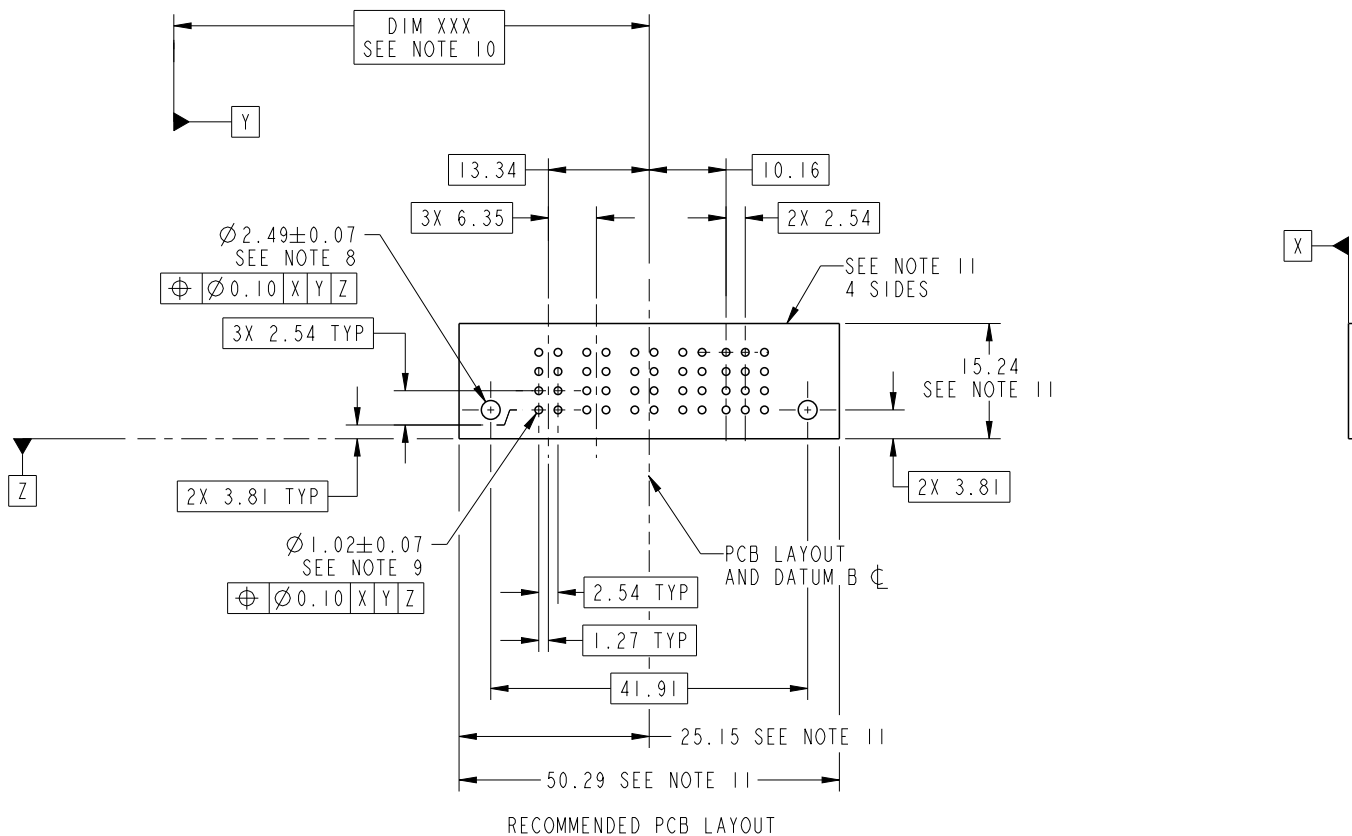 DIM XXX
SEE NOTE 10
Y
13.34
10.16
3X 6.35
2X 2.54
Ø2.49±0.07
SEE NOTE 8
⌖ Ø0.10 X Y Z
X
SEE NOTE 11
4 SIDES
3X 2.54 TYP
15.24
SEE NOTE 11
Z
2X 3.81 TYP
2X 3.81
Ø1.02±0.07
SEE NOTE 9
⌖ Ø0.10 X Y Z
PCB LAYOUT
AND DATUM B ℄
2.54 TYP
1.27 TYP
41.91
25.15 SEE NOTE 11
50.29 SEE NOTE 11
RECOMMENDED PCB LAYOUT